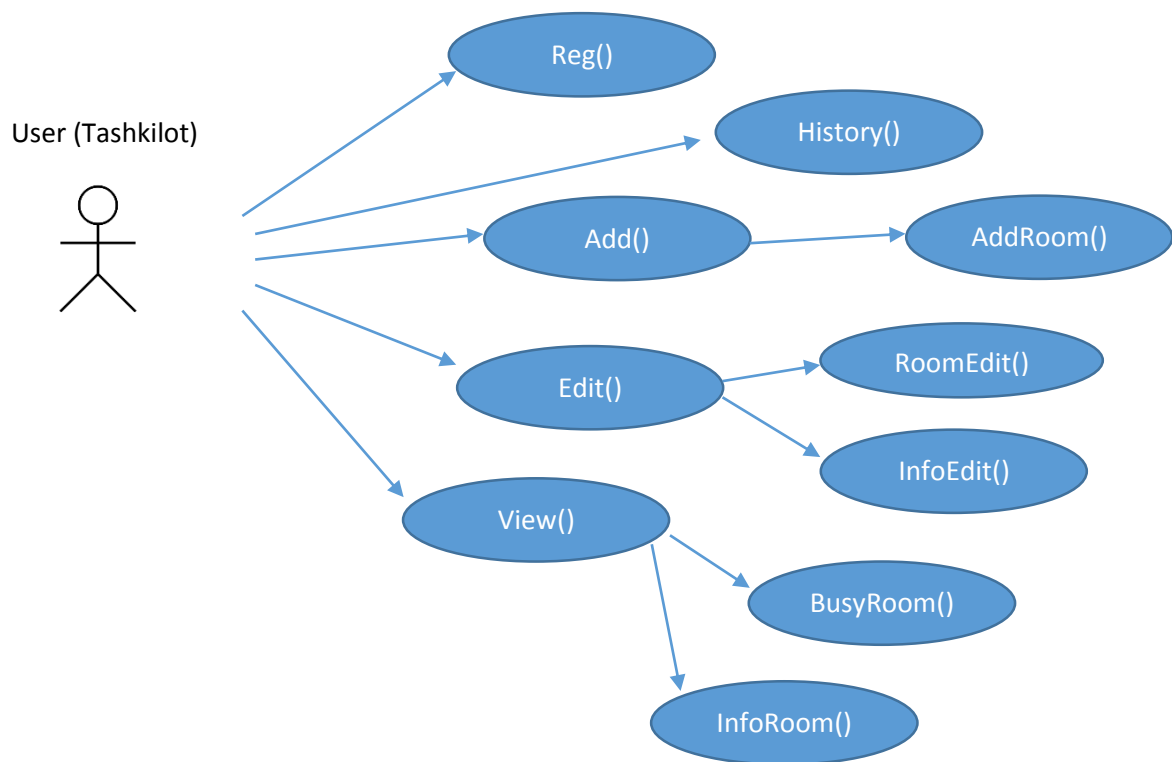 Reg()
User (Tashkilot)
History()
Add()
AddRoom()
RoomEdit()
Edit()
InfoEdit()
View()
BusyRoom()
InfoRoom()